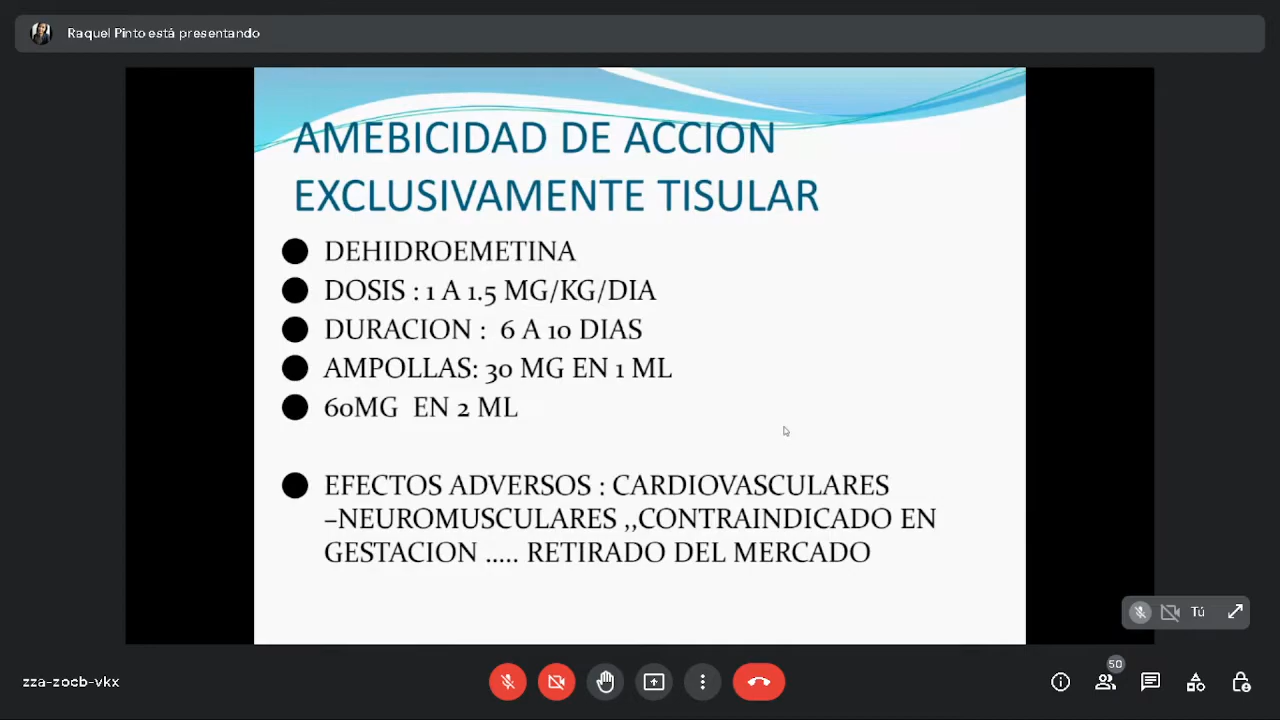 Raquel Pinto está presentando
AMEBICIDAD DE ACCION
EXCLUSIVAMENTE TISULAR
DEHIDROEMETINA
DOSIS : 1 A 1.5 MG/KG/DIA
DURACION :  6 A 10 DIAS
AMPOLLAS: 30 MG EN 1 ML
60MG  EN 2 ML
EFECTOS ADVERSOS : CARDIOVASCULARES
–NEUROMUSCULARES ,,CONTRAINDICADO EN
GESTACION ..... RETIRADO DEL MERCADO
Tú
zza-zocb-vkx
50